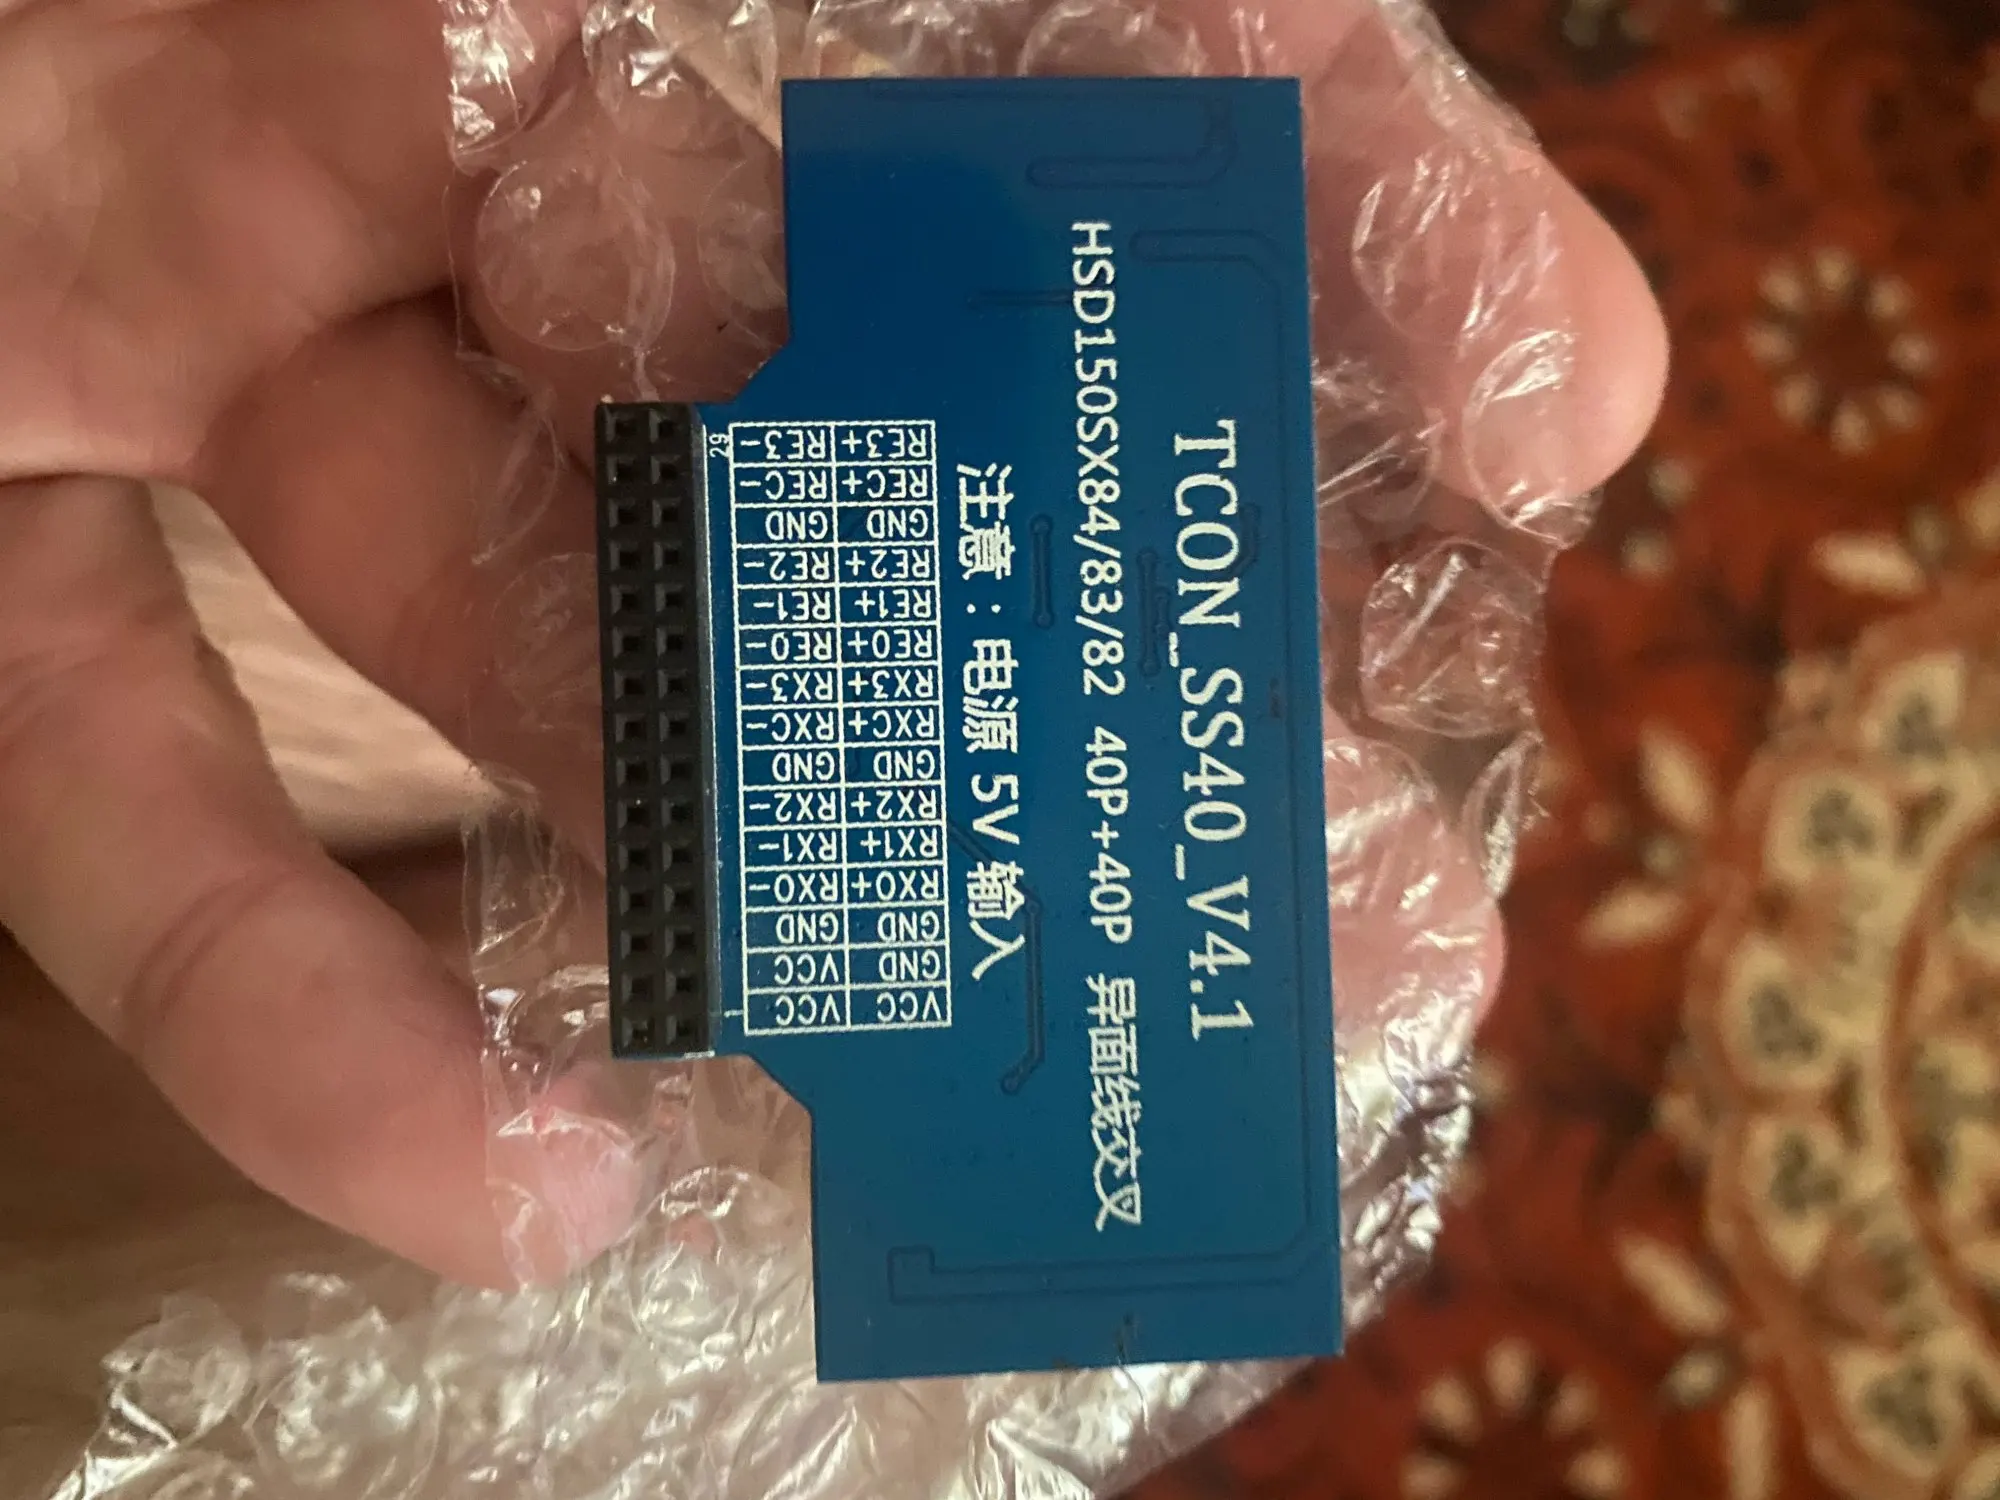 TCON_SS40_V4.1
HSD150SX84/83/82 40P+40P 异面线交叉
注意：电源 5V 输入
VCC VCC 1
GND VCC
GND GND
RX0+ RX0-
RX1+ RX1-
RX2+ RX2-
GND GND
RXC+ RXC-
RX3+ RX3-
RE0+ RE0-
RE1+ RE1-
RE2+ RE2-
GND GND
REC+ REC-
RE3+ RE3- 29